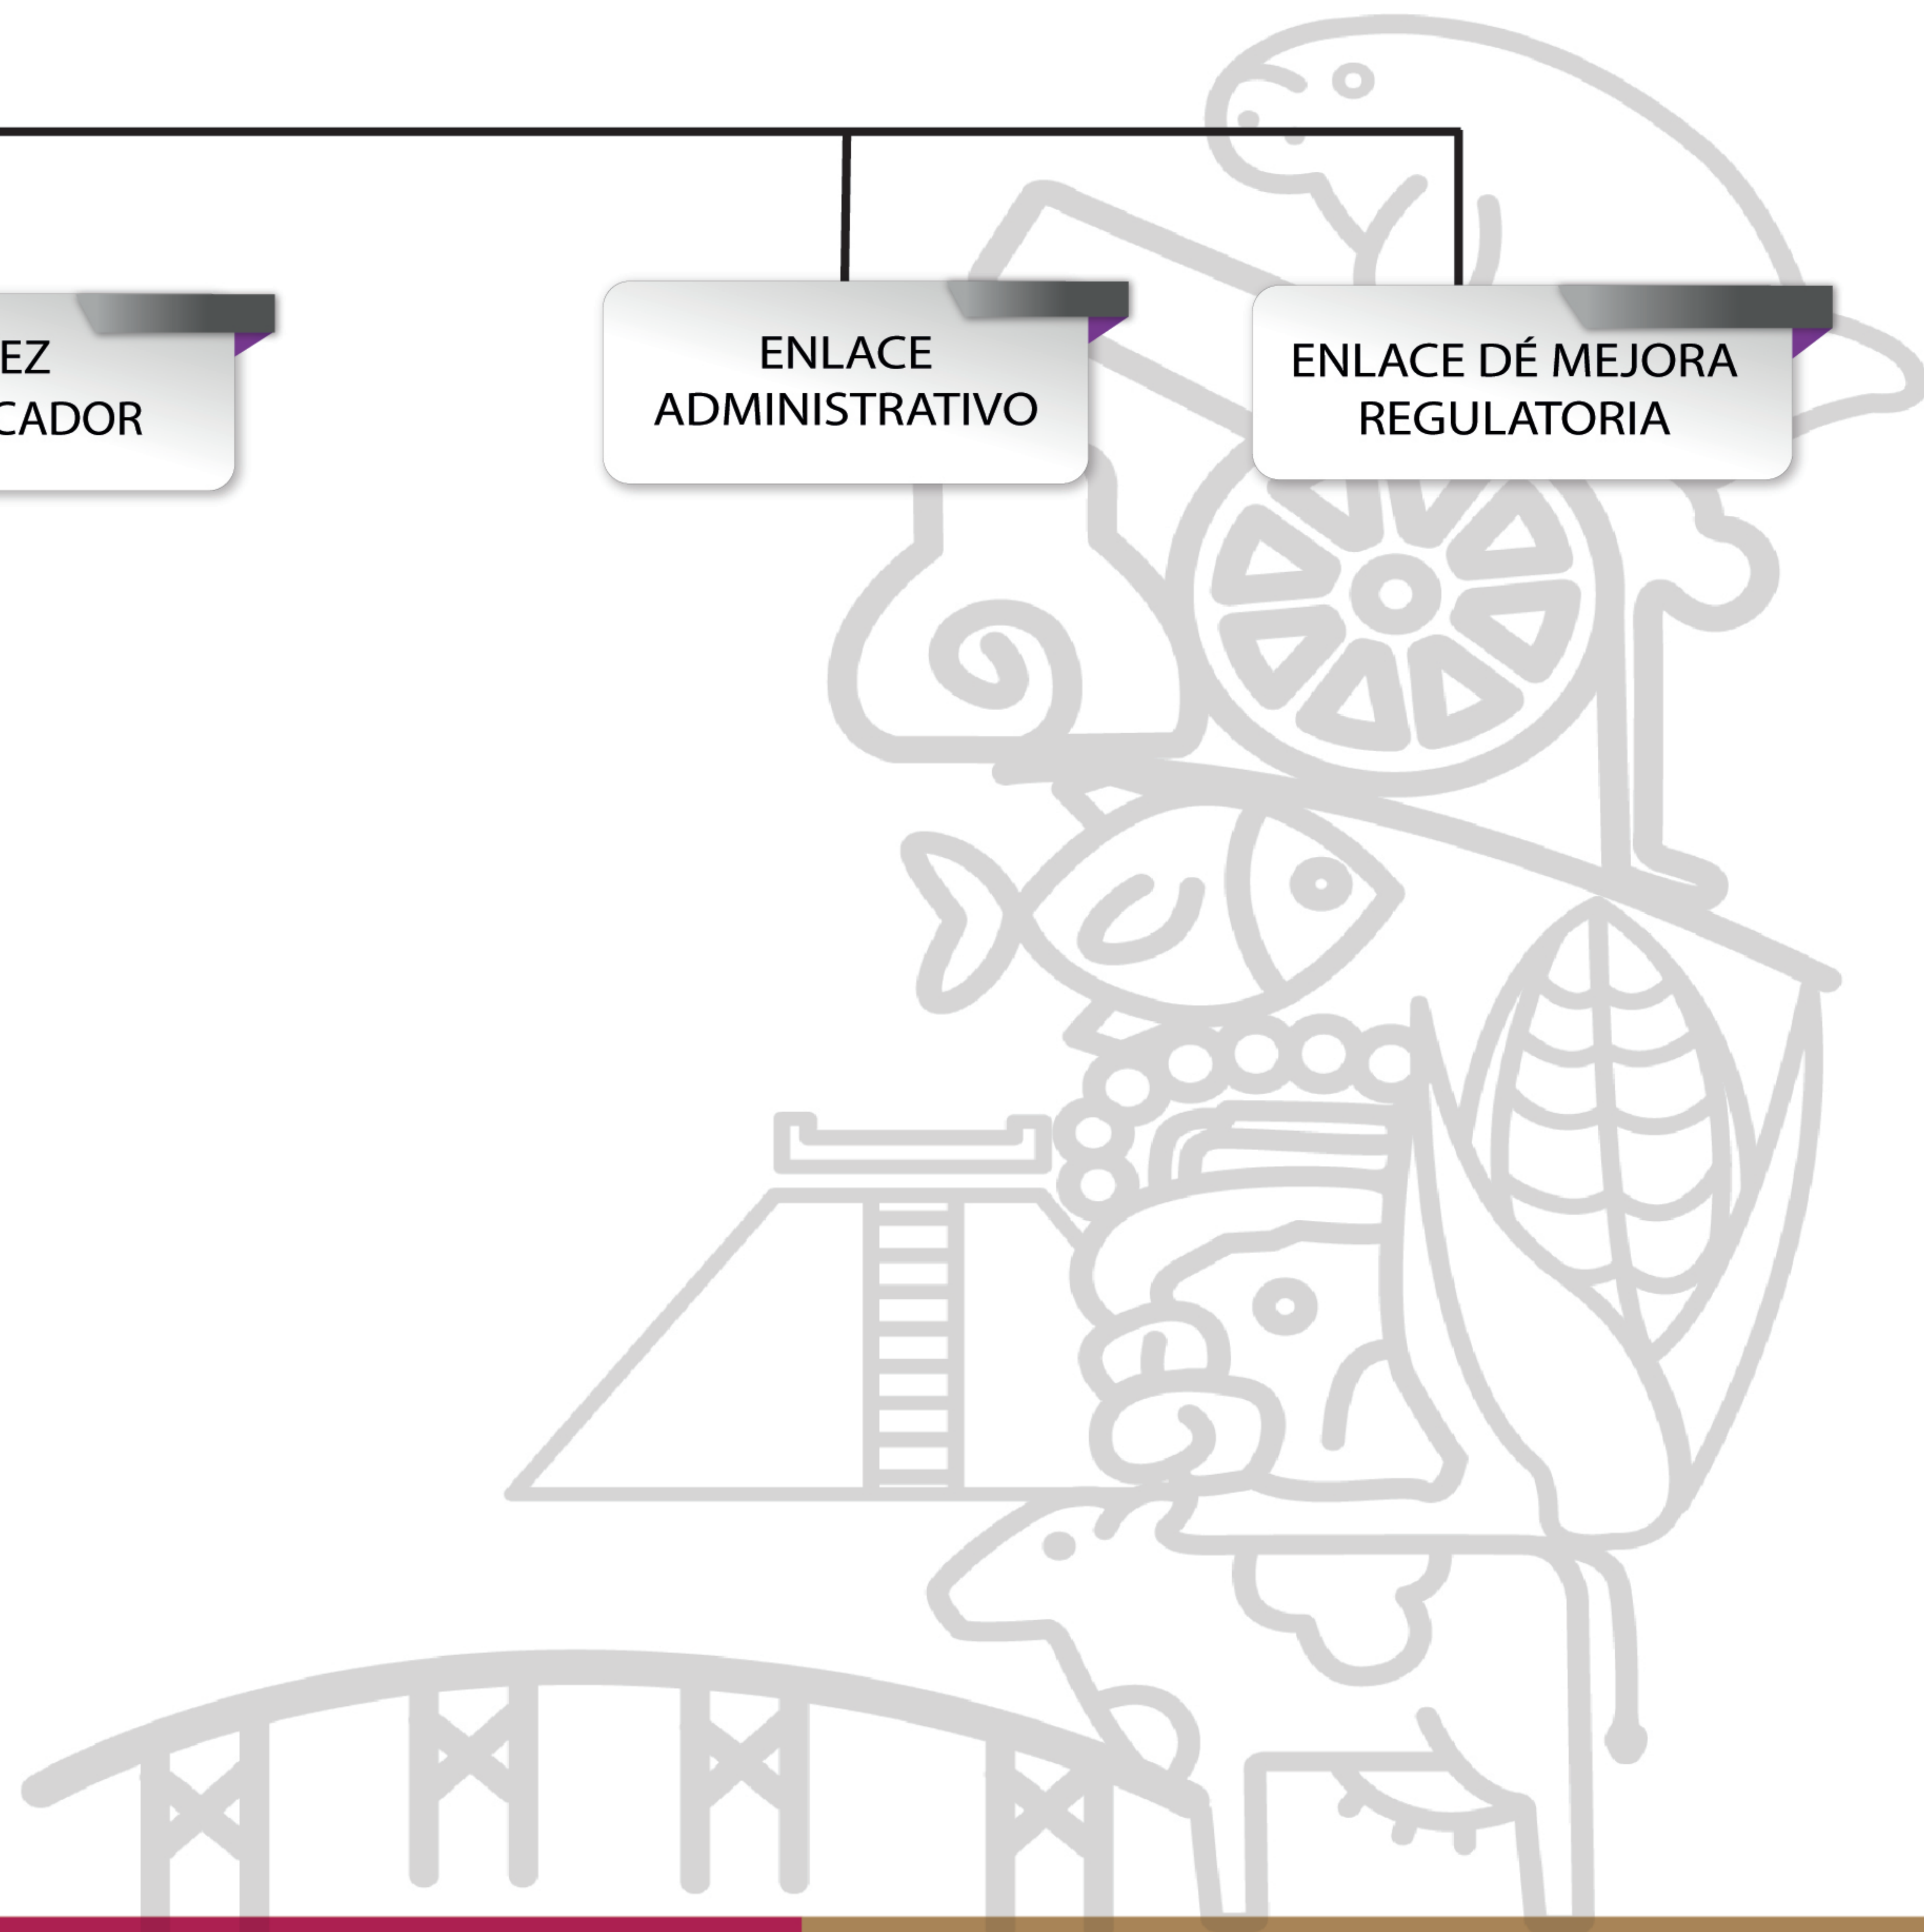 EZ
CADOR
ENLACE
ADMINISTRATIVO
ENLACE DÉ MEJORA
REGULATORIA